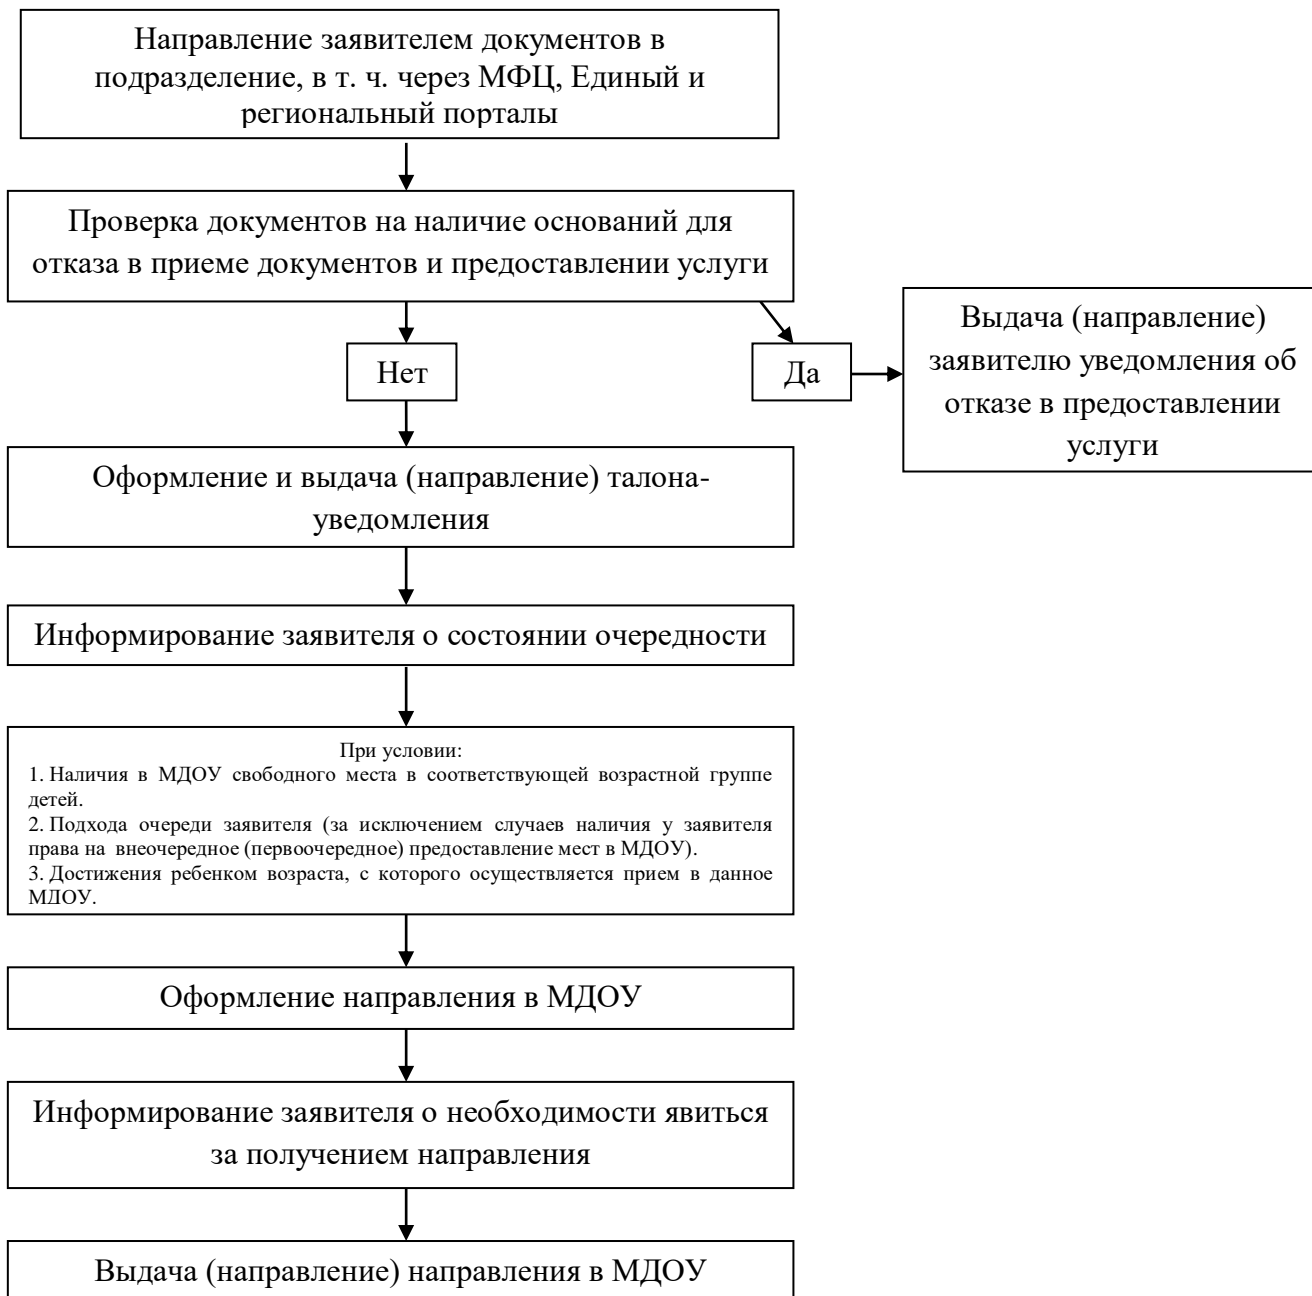 Направление заявителем документов в
подразделение, в т. ч. через МФЦ, Единый и
региональный порталы
Проверка документов на наличие оснований для
отказа в приеме документов и предоставлении услуги
Нет
Да
Выдача (направление)
заявителю уведомления об
отказе в предоставлении
услуги
Оформление и выдача (направление) талона-
уведомления
Информирование заявителя о состоянии очередности
При условии:
1. Наличия в МДОУ свободного места в соответствующей возрастной группе
детей.
2. Подхода очереди заявителя (за исключением случаев наличия у заявителя
права на внеочередное (первоочередное) предоставление мест в МДОУ).
3. Достижения ребенком возраста, с которого осуществляется прием в данное
МДОУ.
Оформление направления в МДОУ
Информирование заявителя о необходимости явиться
за получением направления
Выдача (направление) направления в МДОУ